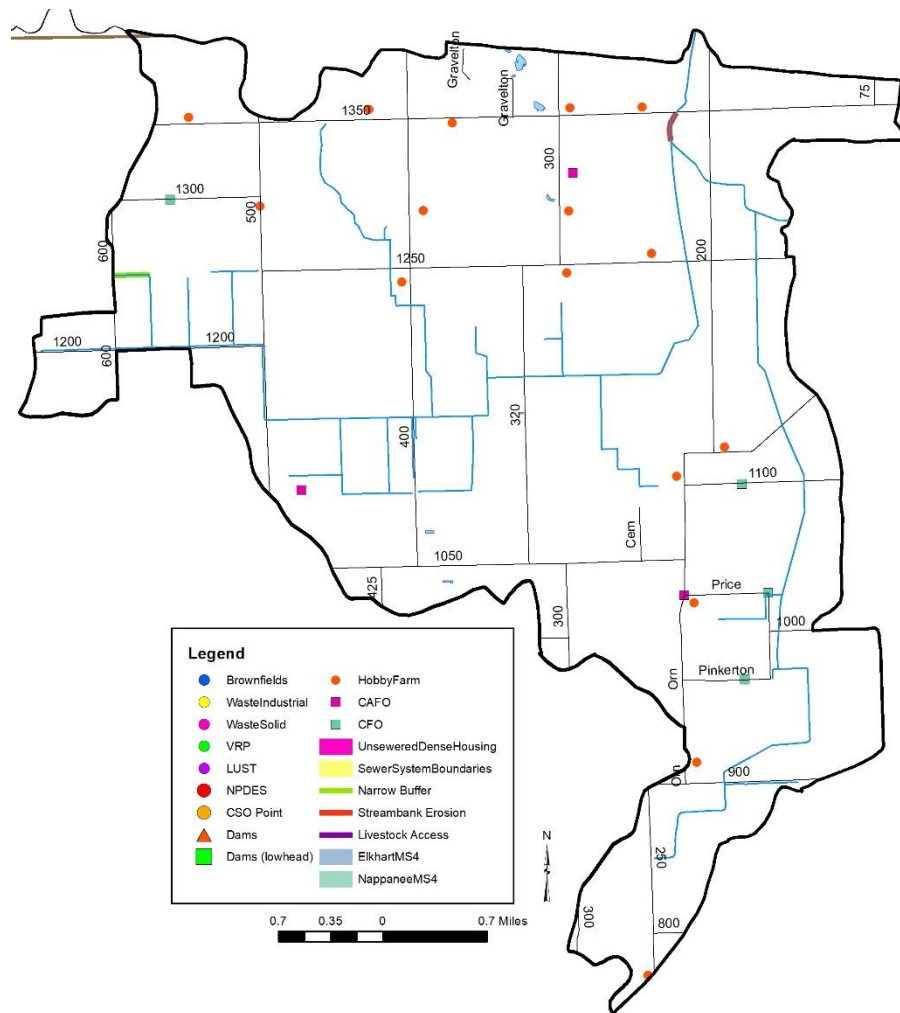 Gravelton
Gravelton
75
1350
300
1300
500
600
200
1250
1200
1200
600
320
400
1100
Cem
1050
425
Price
300
1000
Pinkerton
Orn
Orn
900
250
300
800
Legend
Brownfields
WasteIndustrial
WasteSolid
VRP
LUST
NPDES
CSO Point
Dams
Dams (lowhead)
HobbyFarm
CAFO
CFO
UnseweredDenseHousing
SewerSystemBoundaries
Narrow Buffer
Streambank Erosion
Livestock Access
ElkhartMS4
NappaneeMS4
N
0.7 0.35 0 0.7 Miles